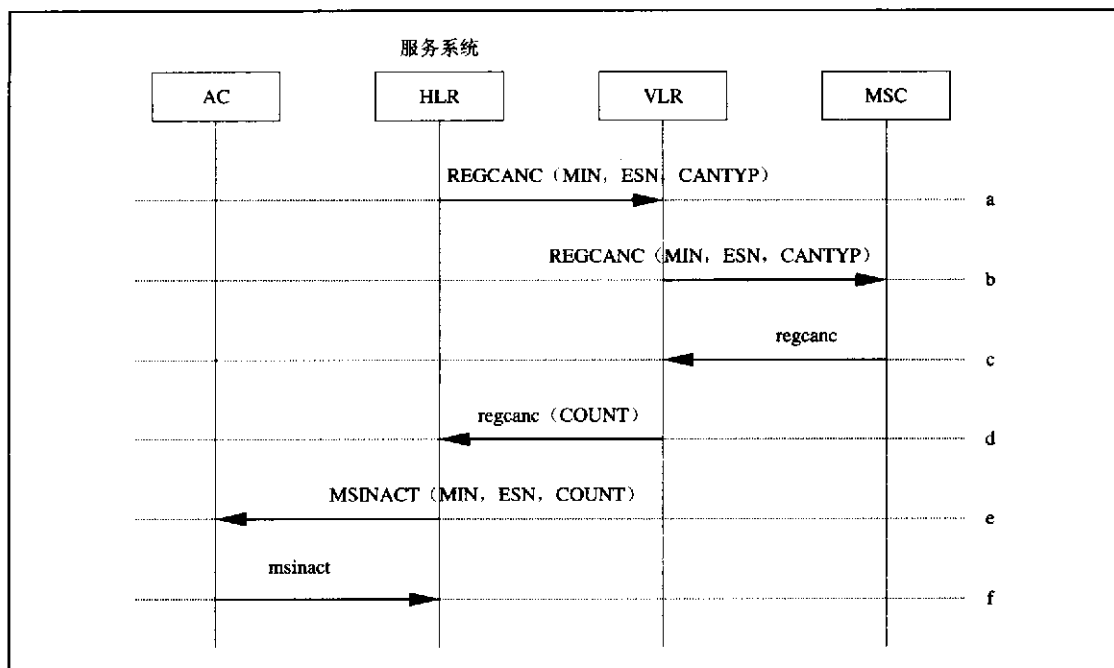 服务系统
AC
HLR
VLR
MSC
REGCANC（MIN，ESN，CANTYP）
a
REGCANC（MIN，ESN，CANTYP）
b
regcanc
c
regcanc（COUNT）
d
MSINACT（MIN，ESN，COUNT）
e
msinact
f